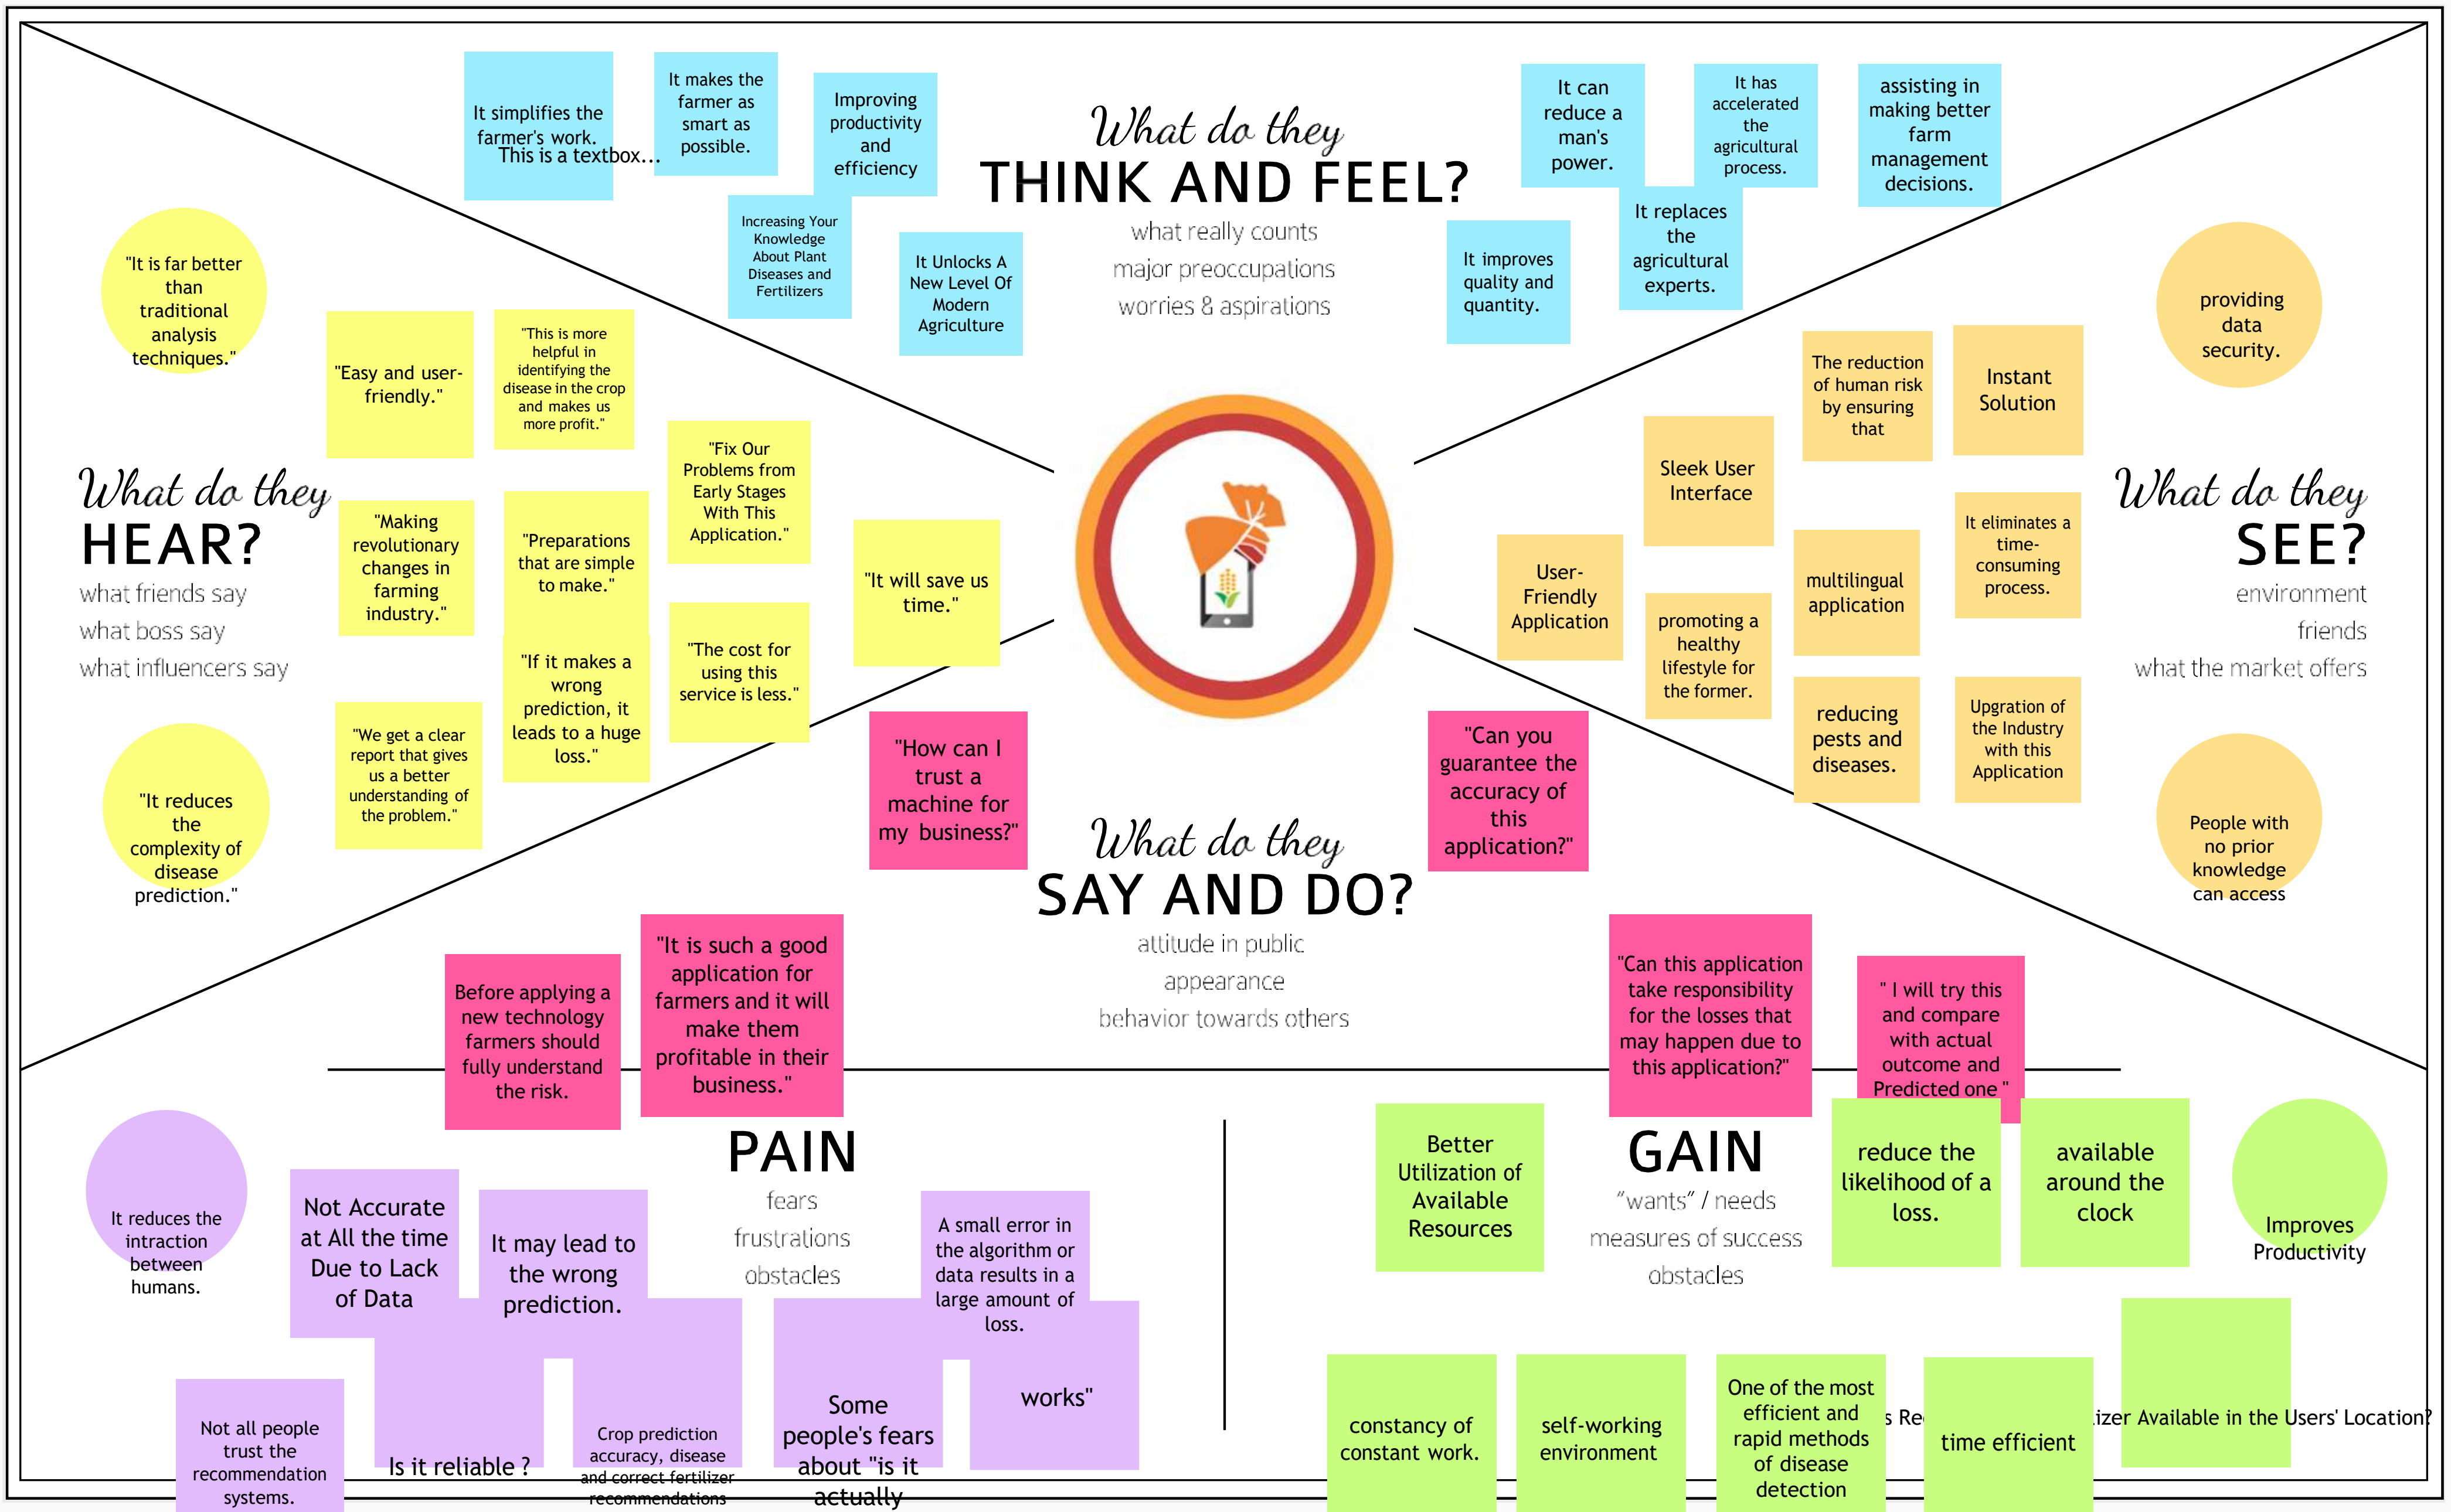 It simplifies the
farmer's work.
This is a textbox...
It makes the
farmer as
smart as
possible.
Improving
productivity
and
efficiency
Increasing Your
Knowledge
About Plant
Diseases and
Fertilizers
It Unlocks A
New Level Of
Modern
Agriculture
What do they
THINK AND FEEL?
what really counts
major preoccupations
worries & aspirations
It can
reduce a
man's
power.
It has
accelerated
the
agricultural
process.
assisting in
making better
farm
management
decisions.
It replaces
the
agricultural
experts.
It improves
quality and
quantity.
"It is far better
than
traditional
analysis
techniques."
"Easy and user-
friendly."
"This is more
helpful in
identifying the
disease in the crop
and makes us
more profit."
"Fix Our
Problems from
Early Stages
With This
Application."
What do they
HEAR?
what friends say
what boss say
what influencers say
"Making
revolutionary
changes in
farming
industry."
"Preparations
that are simple
to make."
"It will save us
time."
"If it makes a
wrong
prediction, it
leads to a huge
loss."
"The cost for
using this
service is less."
"We get a clear
report that gives
us a better
understanding of
the problem."
"It reduces
the
complexity of
disease
prediction."
providing
data
security.
The reduction
of human risk
by ensuring
that
Instant
Solution
Sleek User
Interface
What do they
SEE?
environment
friends
what the market offers
It eliminates a
time-
consuming
process.
User-
Friendly
Application
multilingual
application
promoting a
healthy
lifestyle for
the former.
reducing
pests and
diseases.
Upgration of
the Industry
with this
Application
People with
no prior
knowledge
can access
"How can I
trust a
machine for
my business?"
"Can you
guarantee the
accuracy of
this
application?"
What do they
SAY AND DO?
attitude in public
appearance
behavior towards others
Before applying a
new technology
farmers should
fully understand
the risk.
"It is such a good
application for
farmers and it will
make them
profitable in their
business."
"Can this application
take responsibility
for the losses that
may happen due to
this application?"
" I will try this
and compare
with actual
outcome and
Predicted one "
PAIN
fears
frustrations
obstacles
It reduces the
intraction
between
humans.
Not Accurate
at All the time
Due to Lack
of Data
It may lead to
the wrong
prediction.
A small error in
the algorithm or
data results in a
large amount of
loss.
Not all people
trust the
recommendation
systems.
Is it reliable ?
Crop prediction
accuracy, disease
and correct fertilizer
recommendations
Some
people's fears
about "is it
actually
works"
GAIN
"wants" / needs
measures of success
obstacles
Better
Utilization of
Available
Resources
reduce the
likelihood of a
loss.
available
around the
clock
Improves
Productivity
constancy of
constant work.
self-working
environment
One of the most
efficient and
rapid methods
of disease
detection
time efficient
Available in the Users' Location?